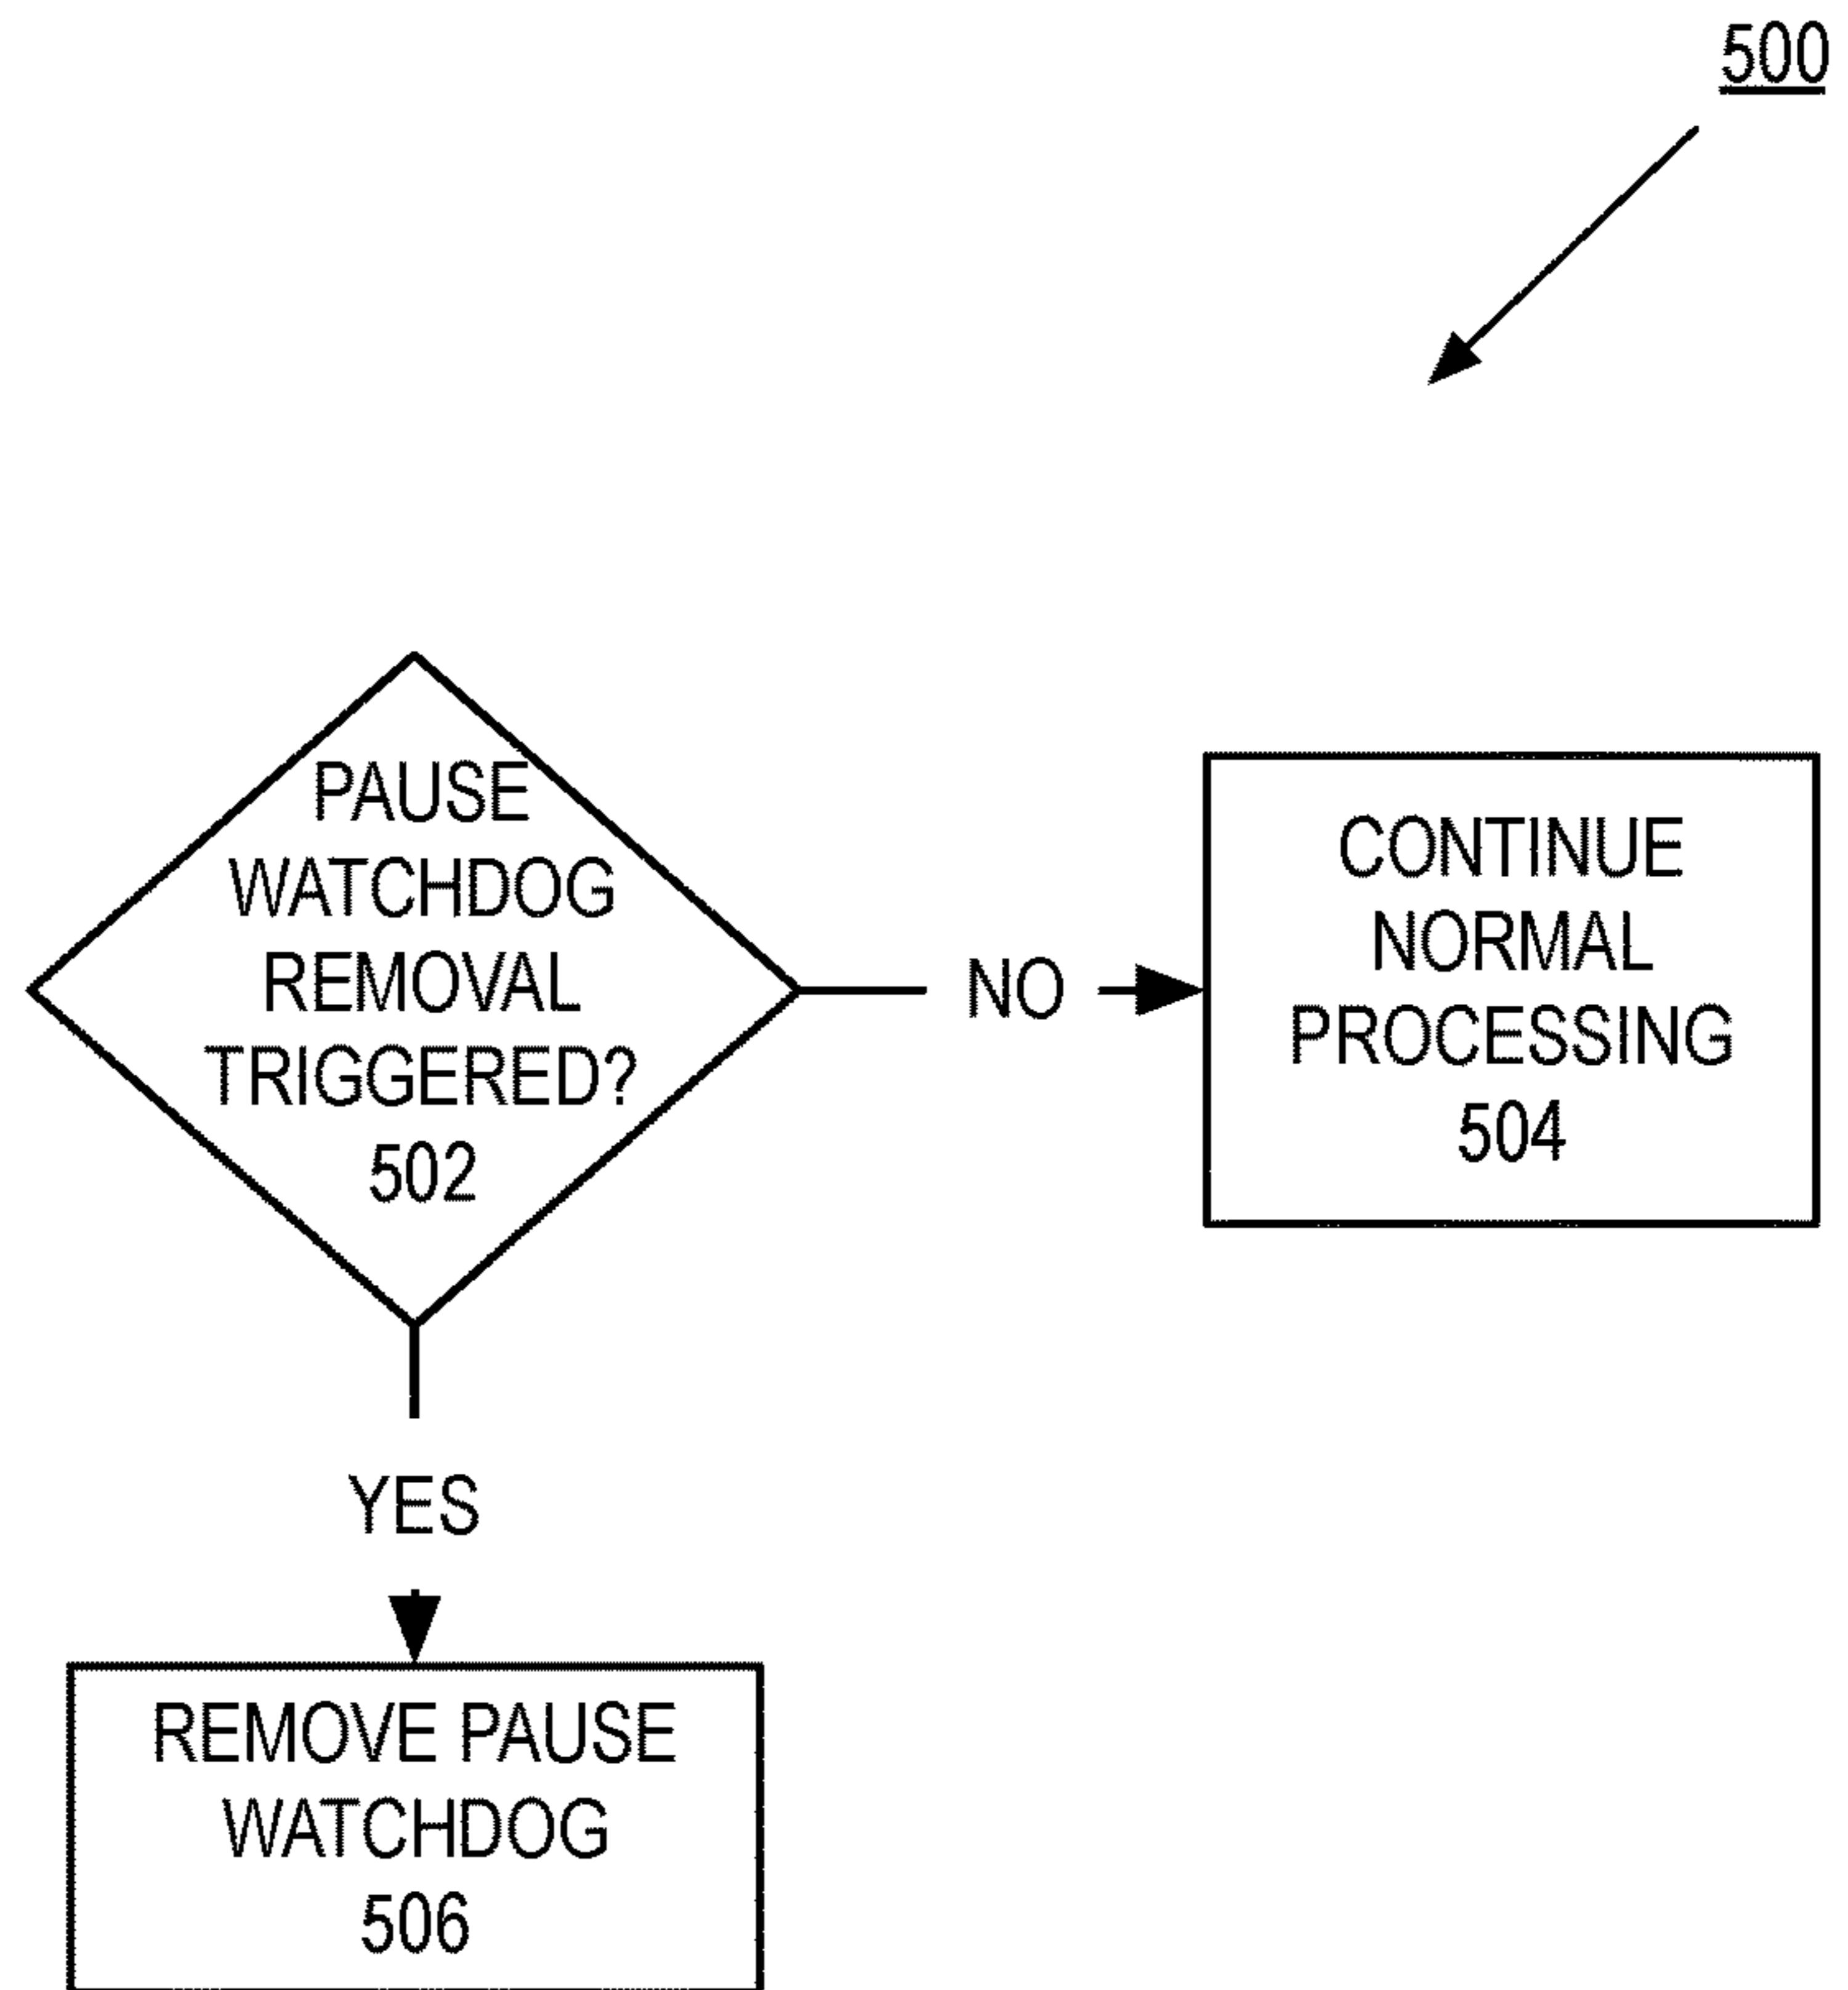 500
PAUSE
WATCHDOG
REMOVAL
TRIGGERED?
502
NO
CONTINUE
NORMAL
PROCESSING
504
YES
REMOVE PAUSE
WATCHDOG
506